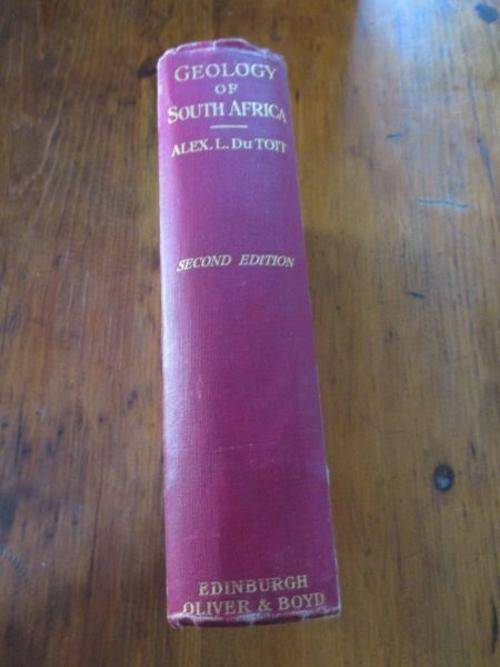 GEOLOGY
OF
SOUTH AFRICA
ALEX. L. DU TOIT
SECOND EDITION
EDINBURGH
OLIVER & BOYD